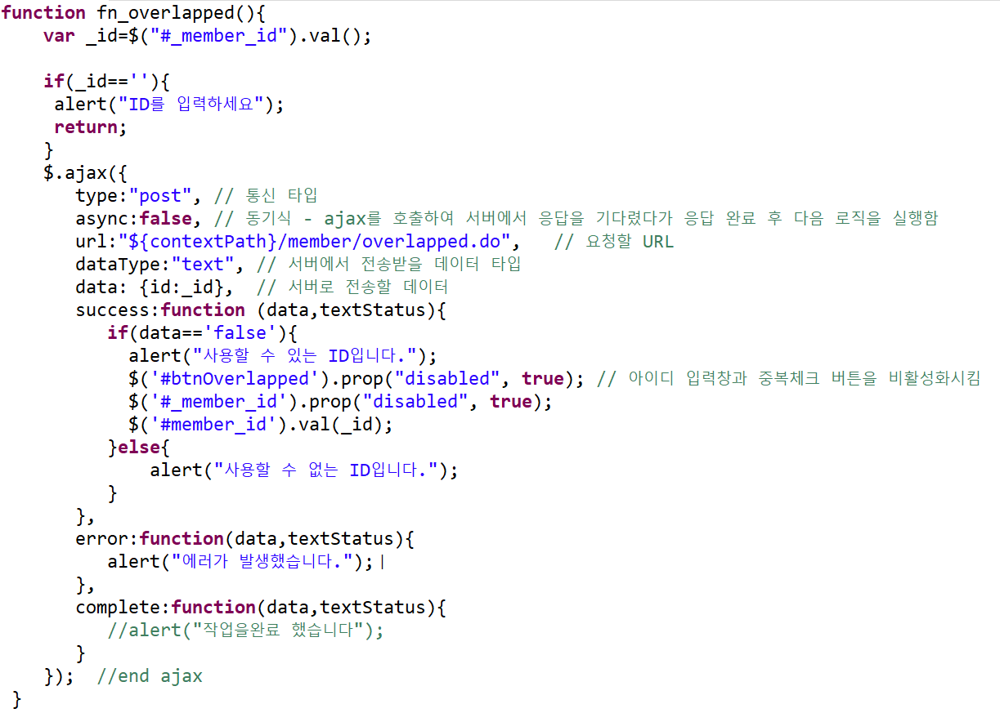 function fn_overlapped(){
    var _id=$("#_member_id").val();

    if(_id==''){
     alert("ID를 입력하세요");
     return;
    }
    $.ajax({
       type:"post", // 통신 타입
       async:false, // 동기식 - ajax를 호출하여 서버에서 응답을 기다렸다가 응답 완료 후 다음 로직을 실행함
       url:"${contextPath}/member/overlapped.do",   // 요청할 URL
       dataType:"text", // 서버에서 전송받을 데이터 타입
       data: {id:_id},  // 서버로 전송할 데이터
       success:function (data,textStatus){
          if(data=='false'){
            alert("사용할 수 있는 ID입니다.");
            $('#btnOverlapped').prop("disabled", true); // 아이디 입력창과 중복체크 버튼을 비활성화시킴
            $('#_member_id').prop("disabled", true);
            $('#member_id').val(_id);
          }else{
              alert("사용할 수 없는 ID입니다.");
          }
       },
       error:function(data,textStatus){
          alert("에러가 발생했습니다.");
       },
       complete:function(data,textStatus){
          //alert("작업을완료 했습니다");
       }
    });  //end ajax
 }